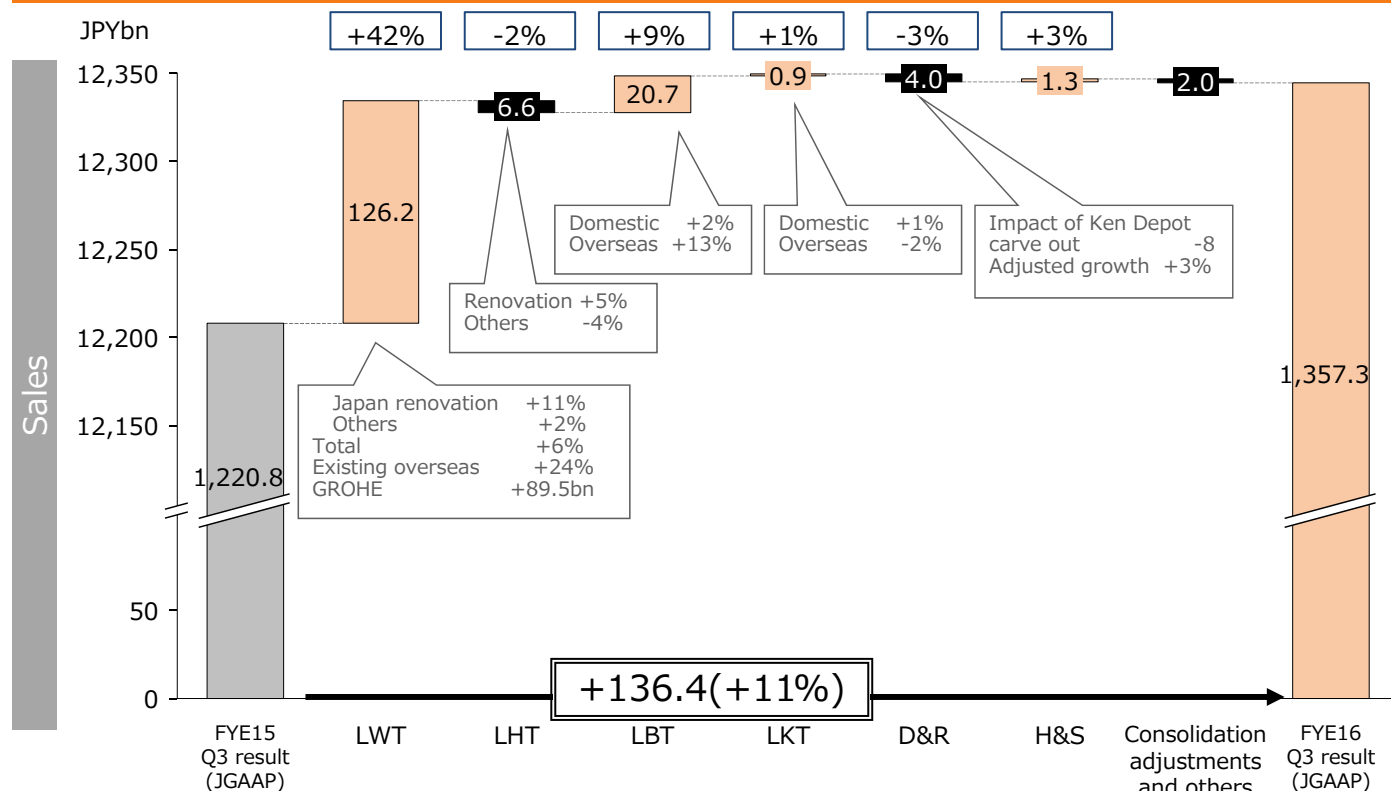 JPYbn
+42%
-2%
+9%
+1%
-3%
+3%
Sales
12,350
12,300
12,250
12,200
12,150
50
0
1,220.8
126.2
6.6
20.7
0.9
4.0
1.3
2.0
1,357.3
Japan renovation +11%
Others +2%
Total +6%
Existing overseas +24%
GROHE +89.5bn
Renovation +5%
Others -4%
Domestic +2%
Overseas +13%
Domestic +1%
Overseas -2%
Impact of Ken Depot
carve out -8
Adjusted growth +3%
+136.4(+11%)
FYE15
Q3 result
(JGAAP)
LWT
LHT
LBT
LKT
D&R
H&S
Consolidation
adjustments
and others
FYE16
Q3 result
(JGAAP)